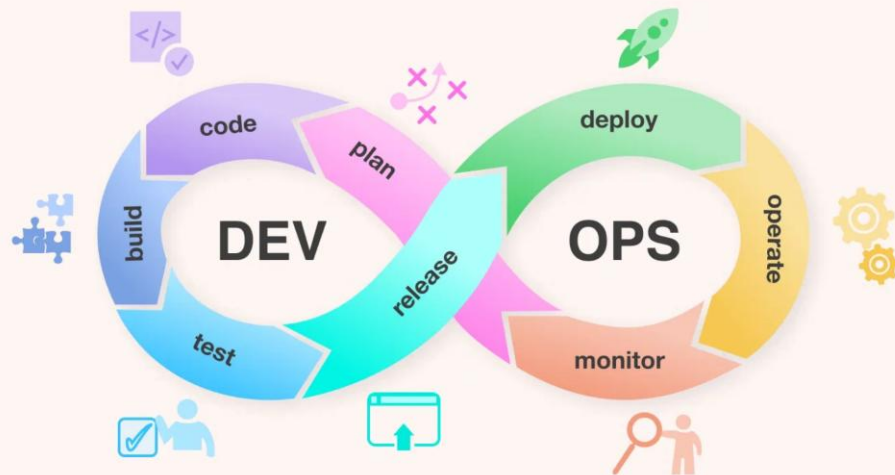 </>
code
plan
deploy
build
DEV
OPS
operate
release
test
monitor